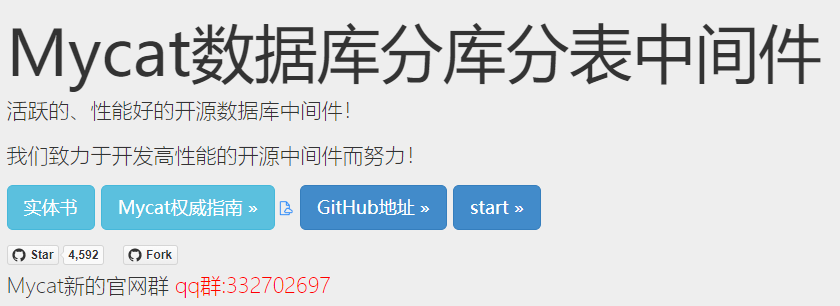 Mycat数据库分库分表中间件
活跃的、性能好的开源数据库中间件！
我们致力于开发高性能的开源中间件而努力！
实体书 Mycat权威指南 » GitHub地址 » start »
Star 4,592 Fork
Mycat新的官网群 qq群:332702697